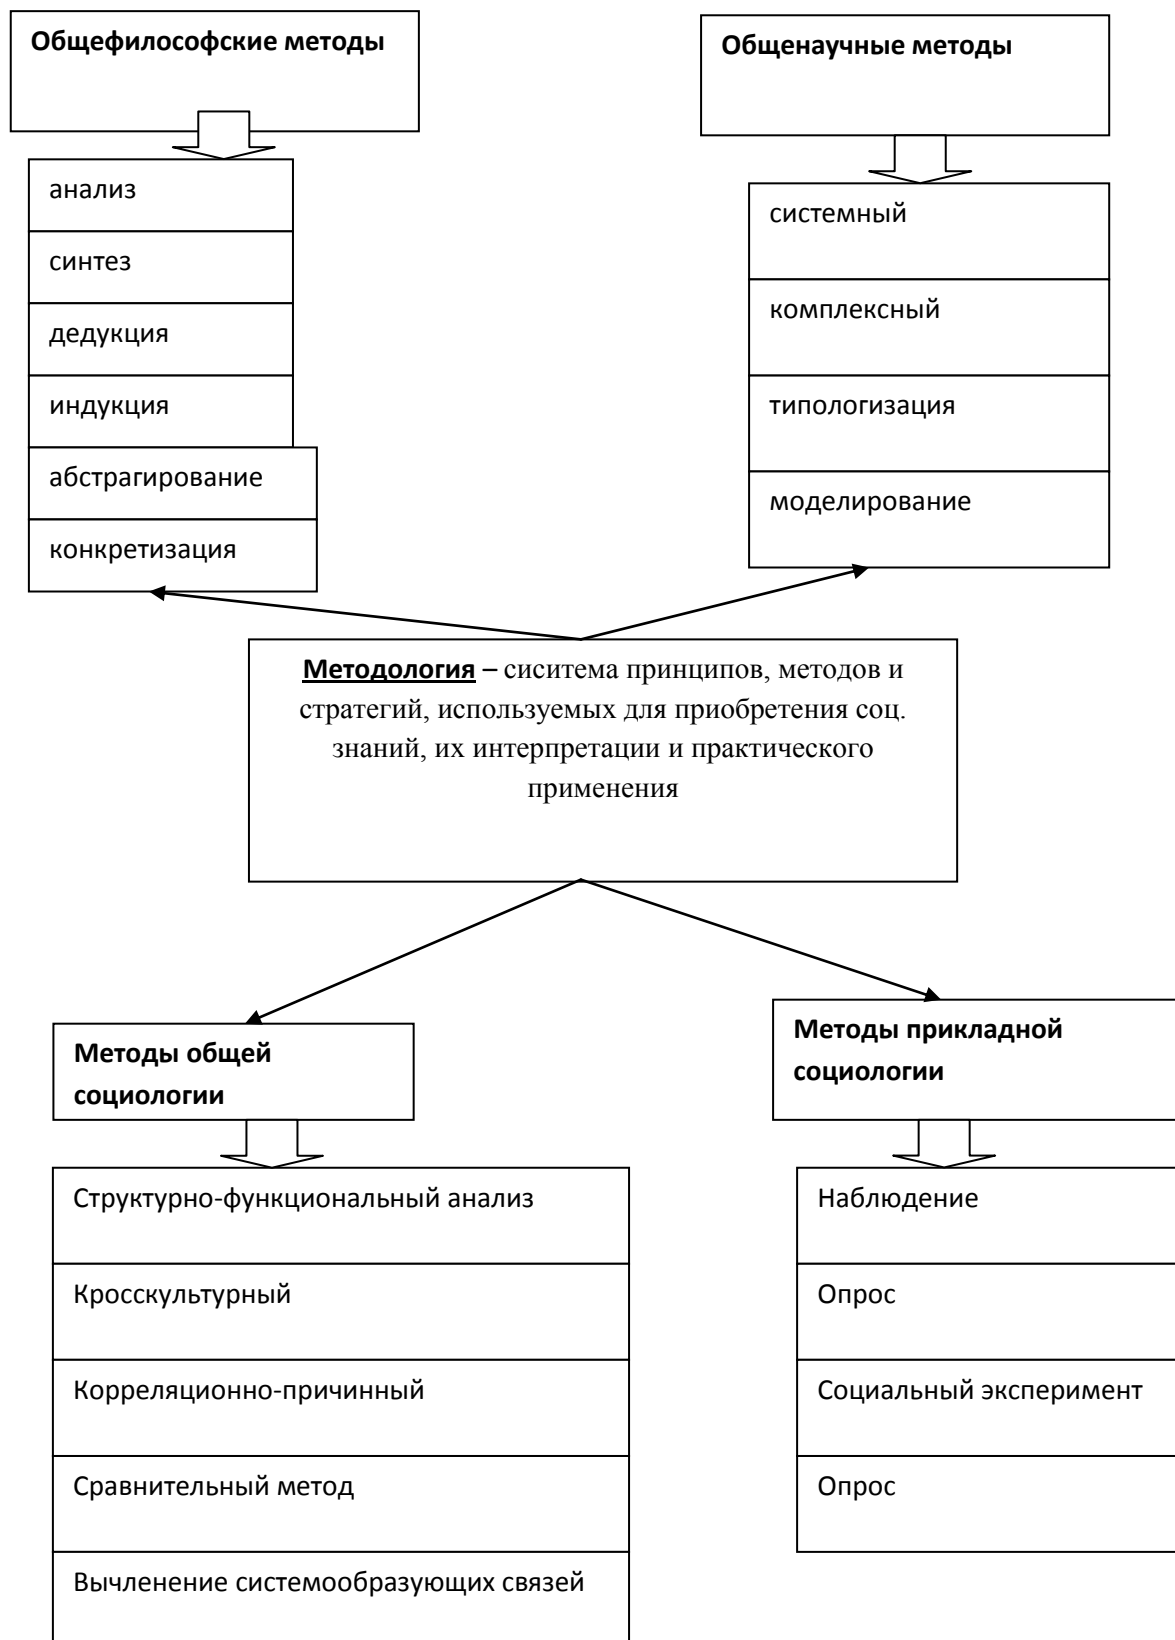 Общефилософские методы
Общенаучные методы
анализ
синтез
дедукция
индукция
абстрагирование
конкретизация
системный
комплексный
типологизация
моделирование
Методология – сиситема принципов, методов и
стратегий, используемых для приобретения соц.
знаний, их интерпретации и практического
применения
Методы общей
социологии
Методы прикладной
социологии
Структурно-функциональный анализ
Кросскультурный
Корреляционно-причинный
Сравнительный метод
Вычленение системообразующих связей
Наблюдение
Опрос
Социальный эксперимент
Опрос